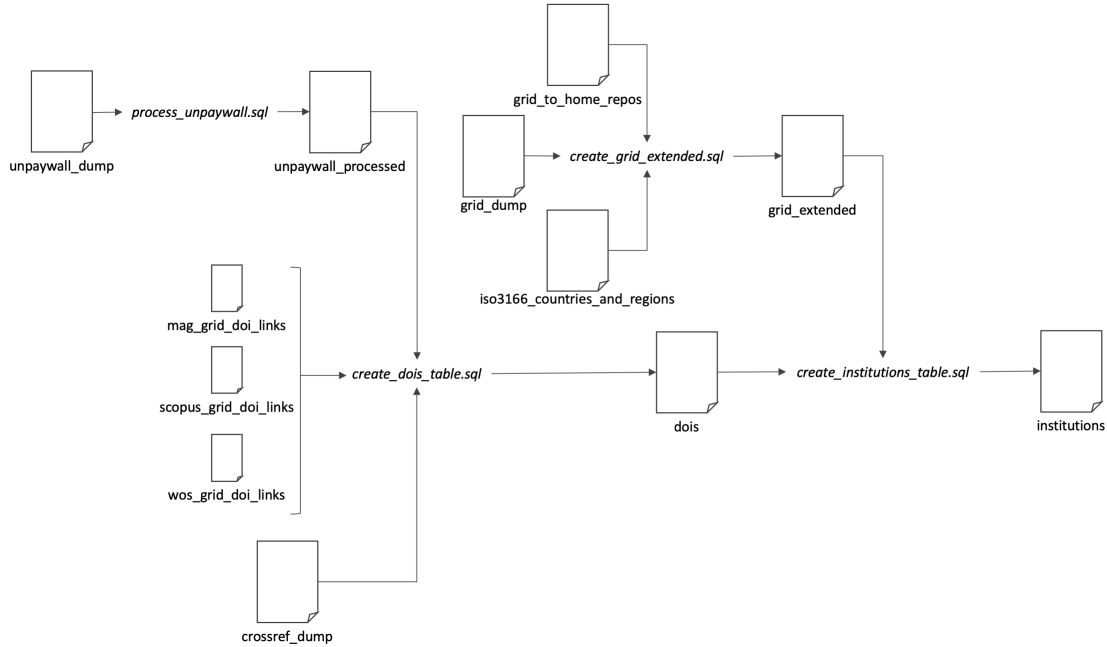 grid_to_home_repos
process_unpaywall.sql
unpaywall_dump
unpaywall_processed
create_grid_extended.sql
grid_dump
grid_extended
iso3166_countries_and_regions
mag_grid_doi_links
create_dois_table.sql
create_institutions_table.sql
scopus_grid_doi_links
dois
institutions
wos_grid_doi_links
crossref_dump